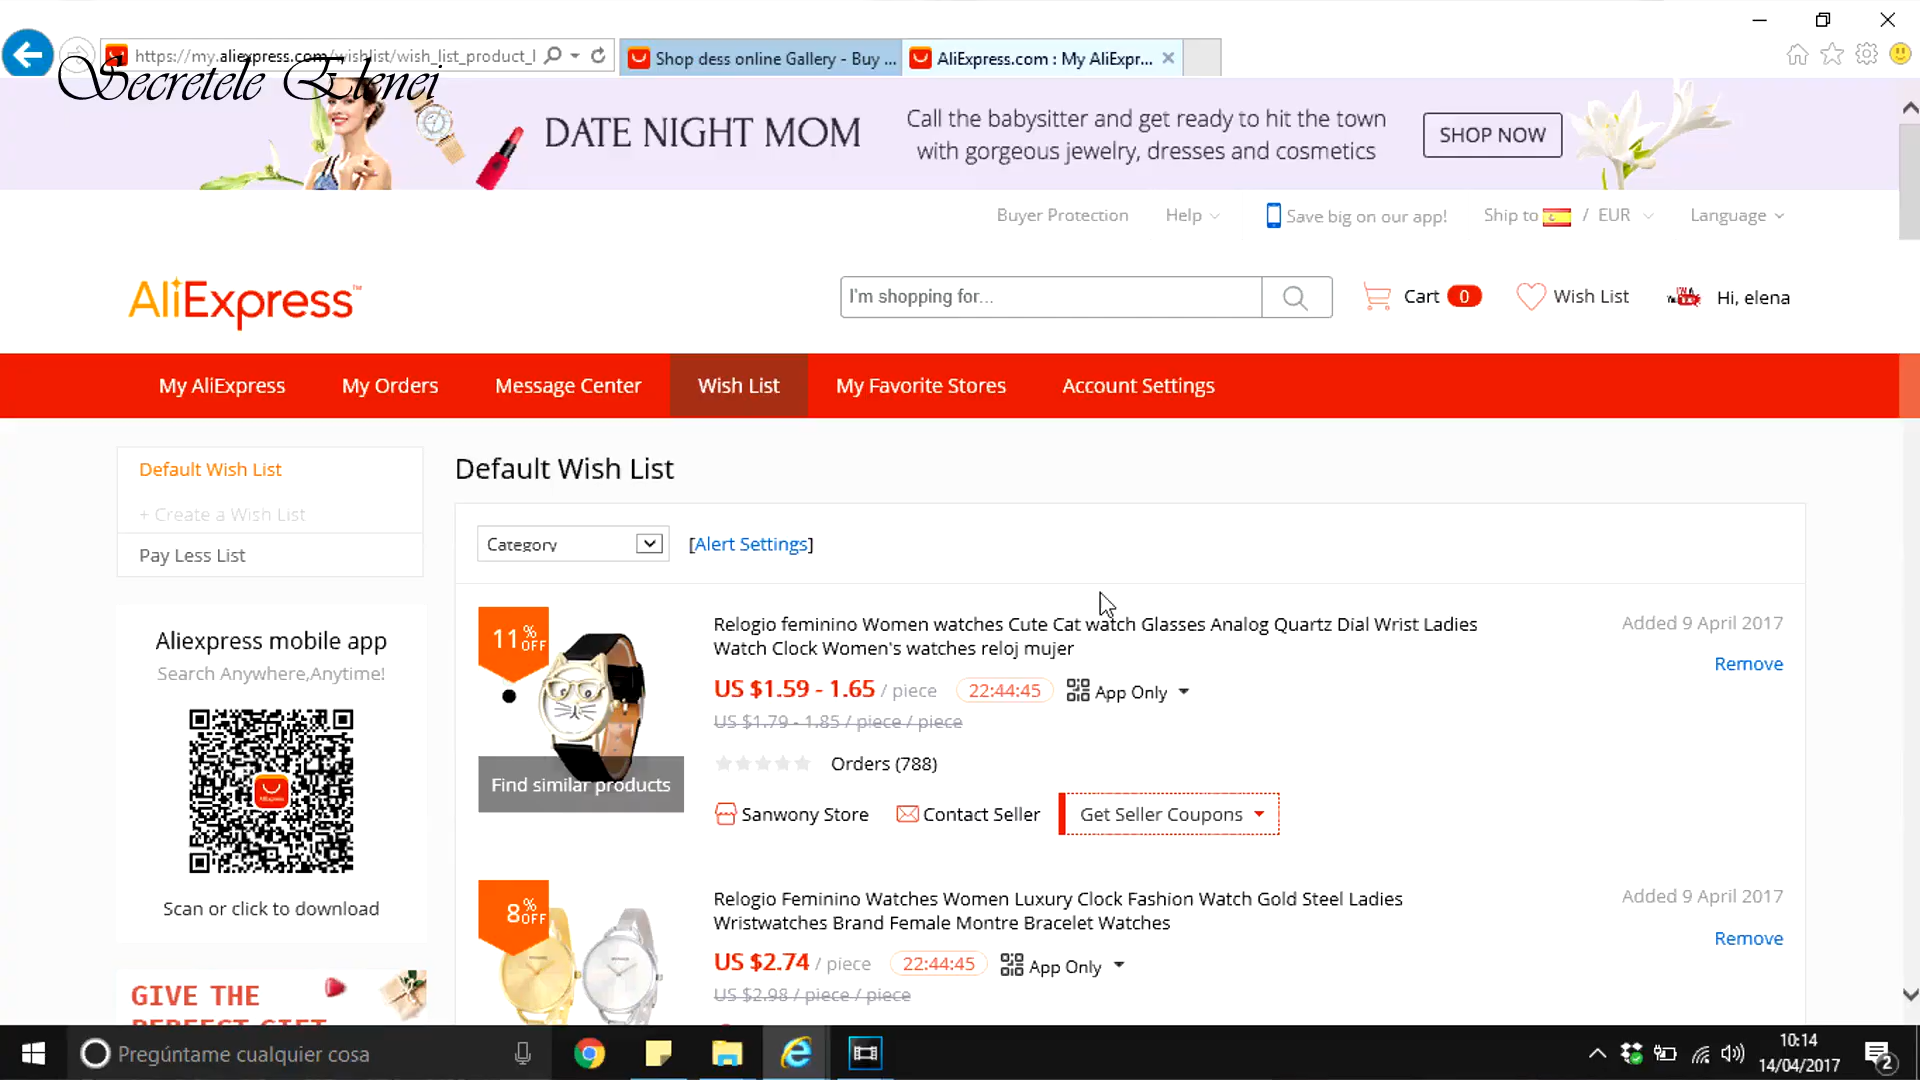 https://my.aliexpress.com/wishlist/wish_list_product_l
Shop dess online Gallery - Buy ...
AliExpress.com : My AliExpr...
Secretele Elenei
DATE NIGHT MOM
Call the babysitter and get ready to hit the town
with gorgeous jewelry, dresses and cosmetics
SHOP NOW
Buyer Protection
Help
Save big on our app!
Ship to / EUR
Language
AliExpress™
I'm shopping for...
Cart 0
Wish List
Hi, elena
My AliExpress
My Orders
Message Center
Wish List
My Favorite Stores
Account Settings
Default Wish List
+ Create a Wish List
Pay Less List
Aliexpress mobile app
Search Anywhere,Anytime!
AliExpress
Scan or click to download
GIVE THE
PERFECT GIFT
Default Wish List
Category
[Alert Settings]
11% OFF
Find similar products
Relogio feminino Women watches Cute Cat watch Glasses Analog Quartz Dial Wrist Ladies
Watch Clock Women's watches reloj mujer
US $1.59 - 1.65 / piece
22:44:45
App Only
US $1.79 - 1.85 / piece / piece
Orders (788)
Sanwony Store
Contact Seller
Get Seller Coupons
Added 9 April 2017
Remove
8% OFF
Relogio Feminino Watches Women Luxury Clock Fashion Watch Gold Steel Ladies
Wristwatches Brand Female Montre Bracelet Watches
US $2.74 / piece
22:44:45
App Only
US $2.98 / piece / piece
Added 9 April 2017
Remove
Pregúntame cualquier cosa
10:14
14/04/2017
2